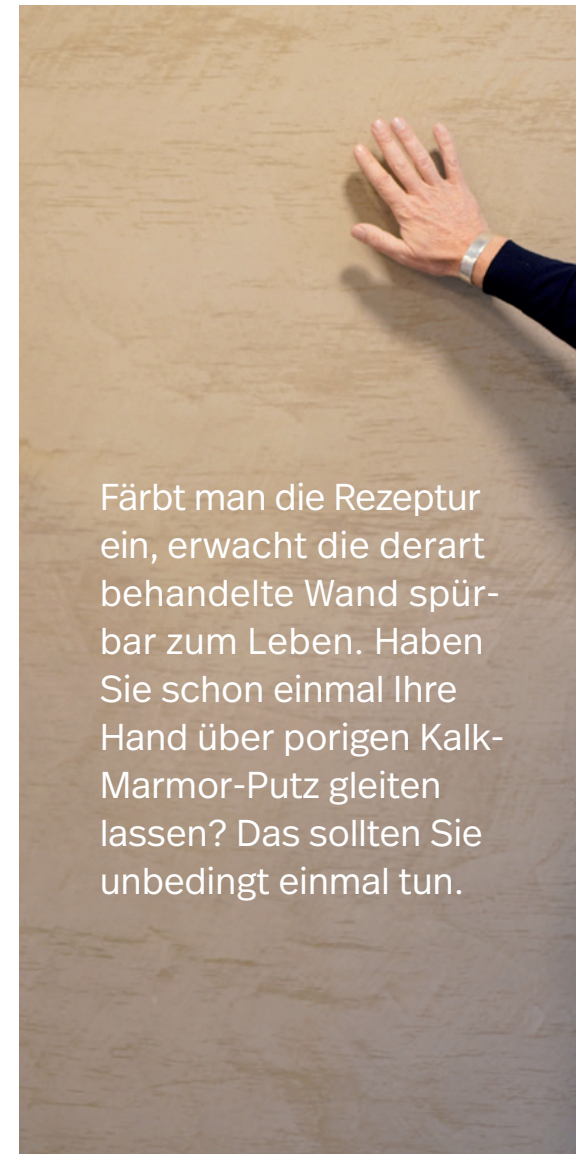 Färbt man die Rezeptur
ein, erwacht die derart
behandelte Wand spür-
bar zum Leben. Haben
Sie schon einmal Ihre
Hand über porigen Kalk-
Marmor-Putz gleiten
lassen? Das sollten Sie
unbedingt einmal tun.